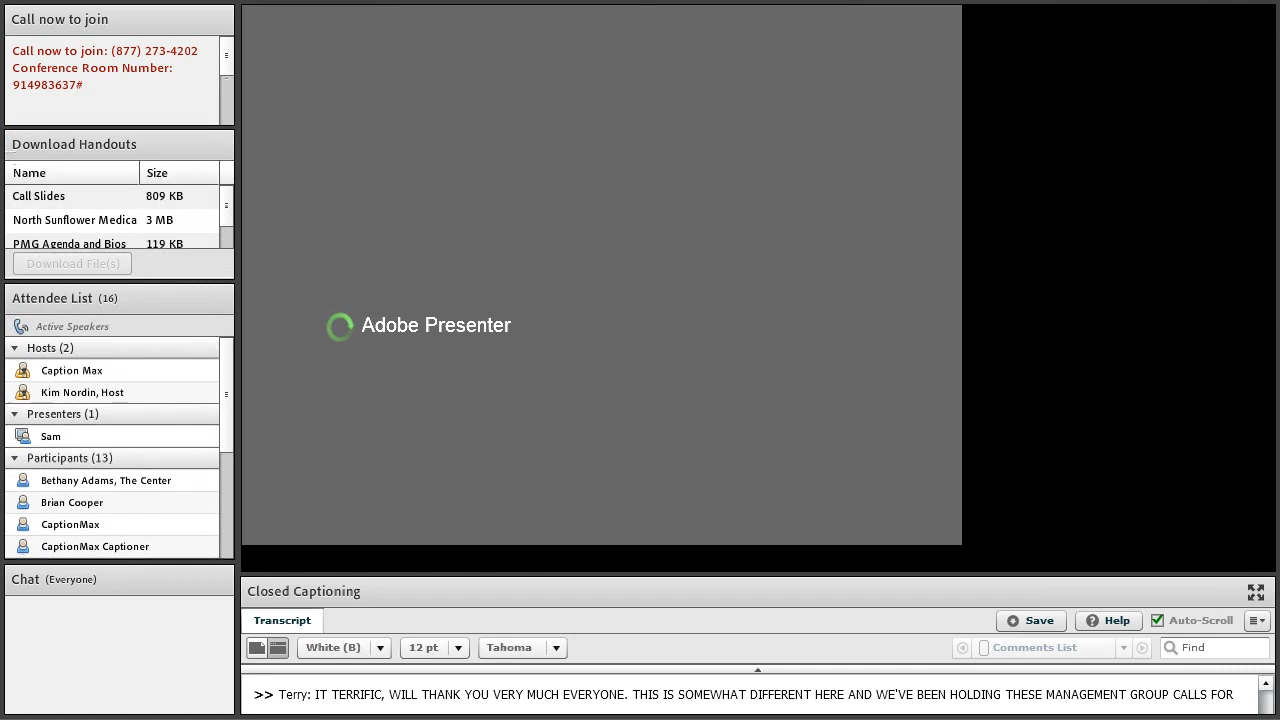 Call now to join
Call now to join: (877) 273-4202
Conference Room Number:
914983637#
Download Handouts
Name Size
Call Slides 809 KB
North Sunflower Medica 3 MB
PMG Agenda and Bios 119 KB
Download File(s)
Attendee List (16)
Active Speakers
Hosts (2)
Caption Max
Kim Nordin, Host
Presenters (1)
Sam
Participants (13)
Bethany Adams, The Center
Brian Cooper
CaptionMax
CaptionMax Captioner
Chat (Everyone)
Adobe Presenter
Closed Captioning
Transcript Save Help Auto-Scroll
White (B) 12 pt Tahoma Comments List Find
>> Terry: IT TERRIFIC, WILL THANK YOU VERY MUCH EVERYONE. THIS IS SOMEWHAT DIFFERENT HERE AND WE'VE BEEN HOLDING THESE MANAGEMENT GROUP CALLS FOR